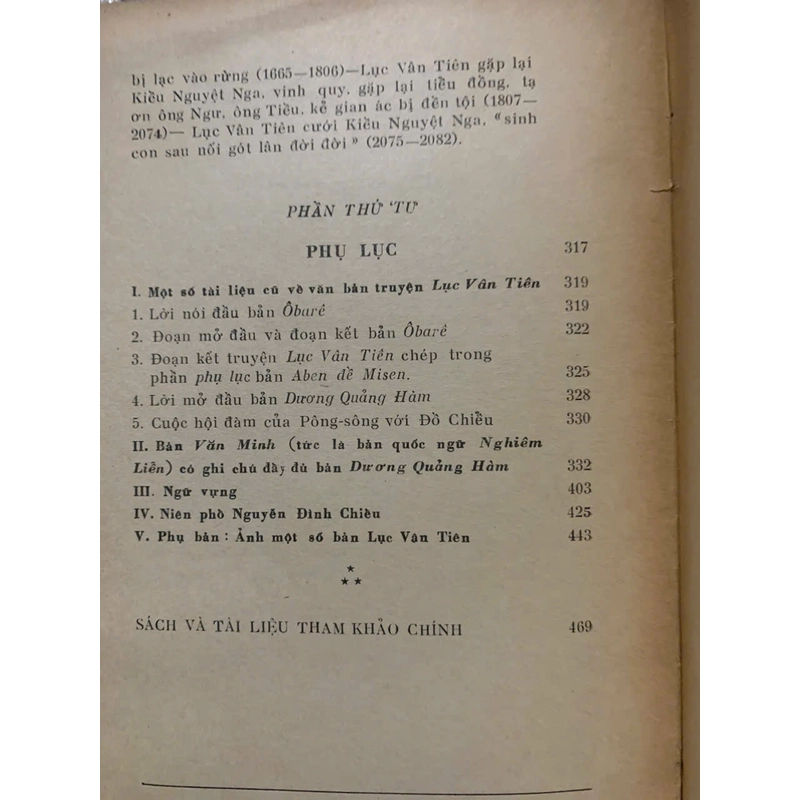 bị lạc vào rừng (1665—1806)—Lục Vân Tiên gặp lại
Kiều Nguyệt Nga, vinh quy, gặp lại tiểu đồng, tạ
ơn ông Ngư, ông Tiều, kẻ gian ác bị đền tội (1807—
2074)— Lục Vân Tiên cưới Kiều Nguyệt Nga, “sinh
con sau nối gót lân đời đời” (2075—2082).
PHẦN THỨ TƯ
PHỤ LỤC 317
I. Một số tài liệu cũ về văn bản truyện Lục Vân Tiên 319
1. Lời nói đầu bản Ôbarê 319
2. Đoạn mở đầu và đoạn kết bản Ôbarê 322
3. Đoạn kết truyện Lục Vân Tiên chép trong
phần phụ lục bản Aben đề Misen. 325
4. Lời mở đầu bản Dương Quảng Hàm 328
5. Cuộc hội đàm của Pông-sông với Đồ Chiểu 330
II. Bản Văn Minh (tức là bản quốc ngữ Nghiêm
Liễn) có ghi chú đầy đủ bản Dương Quảng Hàm 332
III. Ngữ vựng 403
IV. Niên phổ Nguyễn Đình Chiểu 425
V. Phụ bản: Ảnh một số bản Lục Vân Tiên 443
SÁCH VÀ TÀI LIỆU THAM KHẢO CHÍNH 469